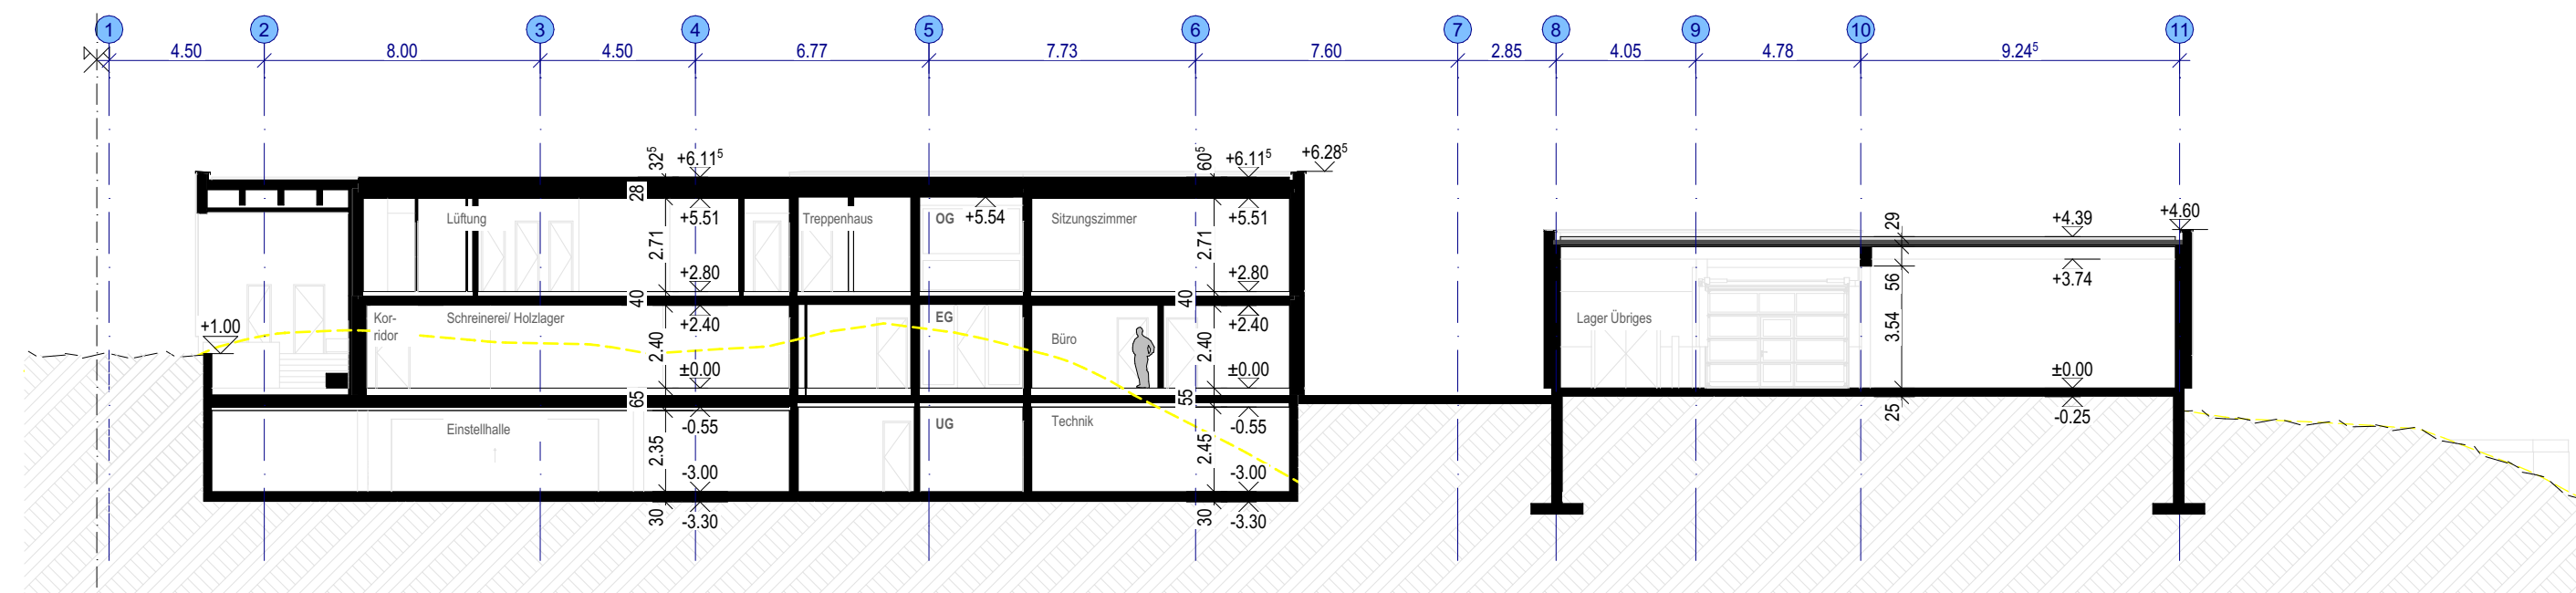 1 2 3 4 5 6 7 8 9 10 11
4.50 8.00 4.50 6.77 7.73 7.60 2.85 4.05 4.78 9.24⁵
32⁵ +6.11⁵ 60⁵ +6.11⁵ +6.28⁵
28
Lüftung +5.51 Treppenhaus OG +5.54 Sitzungszimmer +5.51 29 +4.39 +4.60
2.71 2.71
+2.80 +2.80 56 +3.74
40 40
Kor-
ridor
Schreinerei/ Holzlager +2.40 EG +2.40 Lager Übriges
+1.00 2.40 Büro 2.40 3.54
±0.00 ±0.00 ±0.00
65 55
Einstellhalle -0.55 UG Technik -0.55 25 -0.25
2.35 2.45
-3.00 -3.00
30 -3.30 30 -3.30